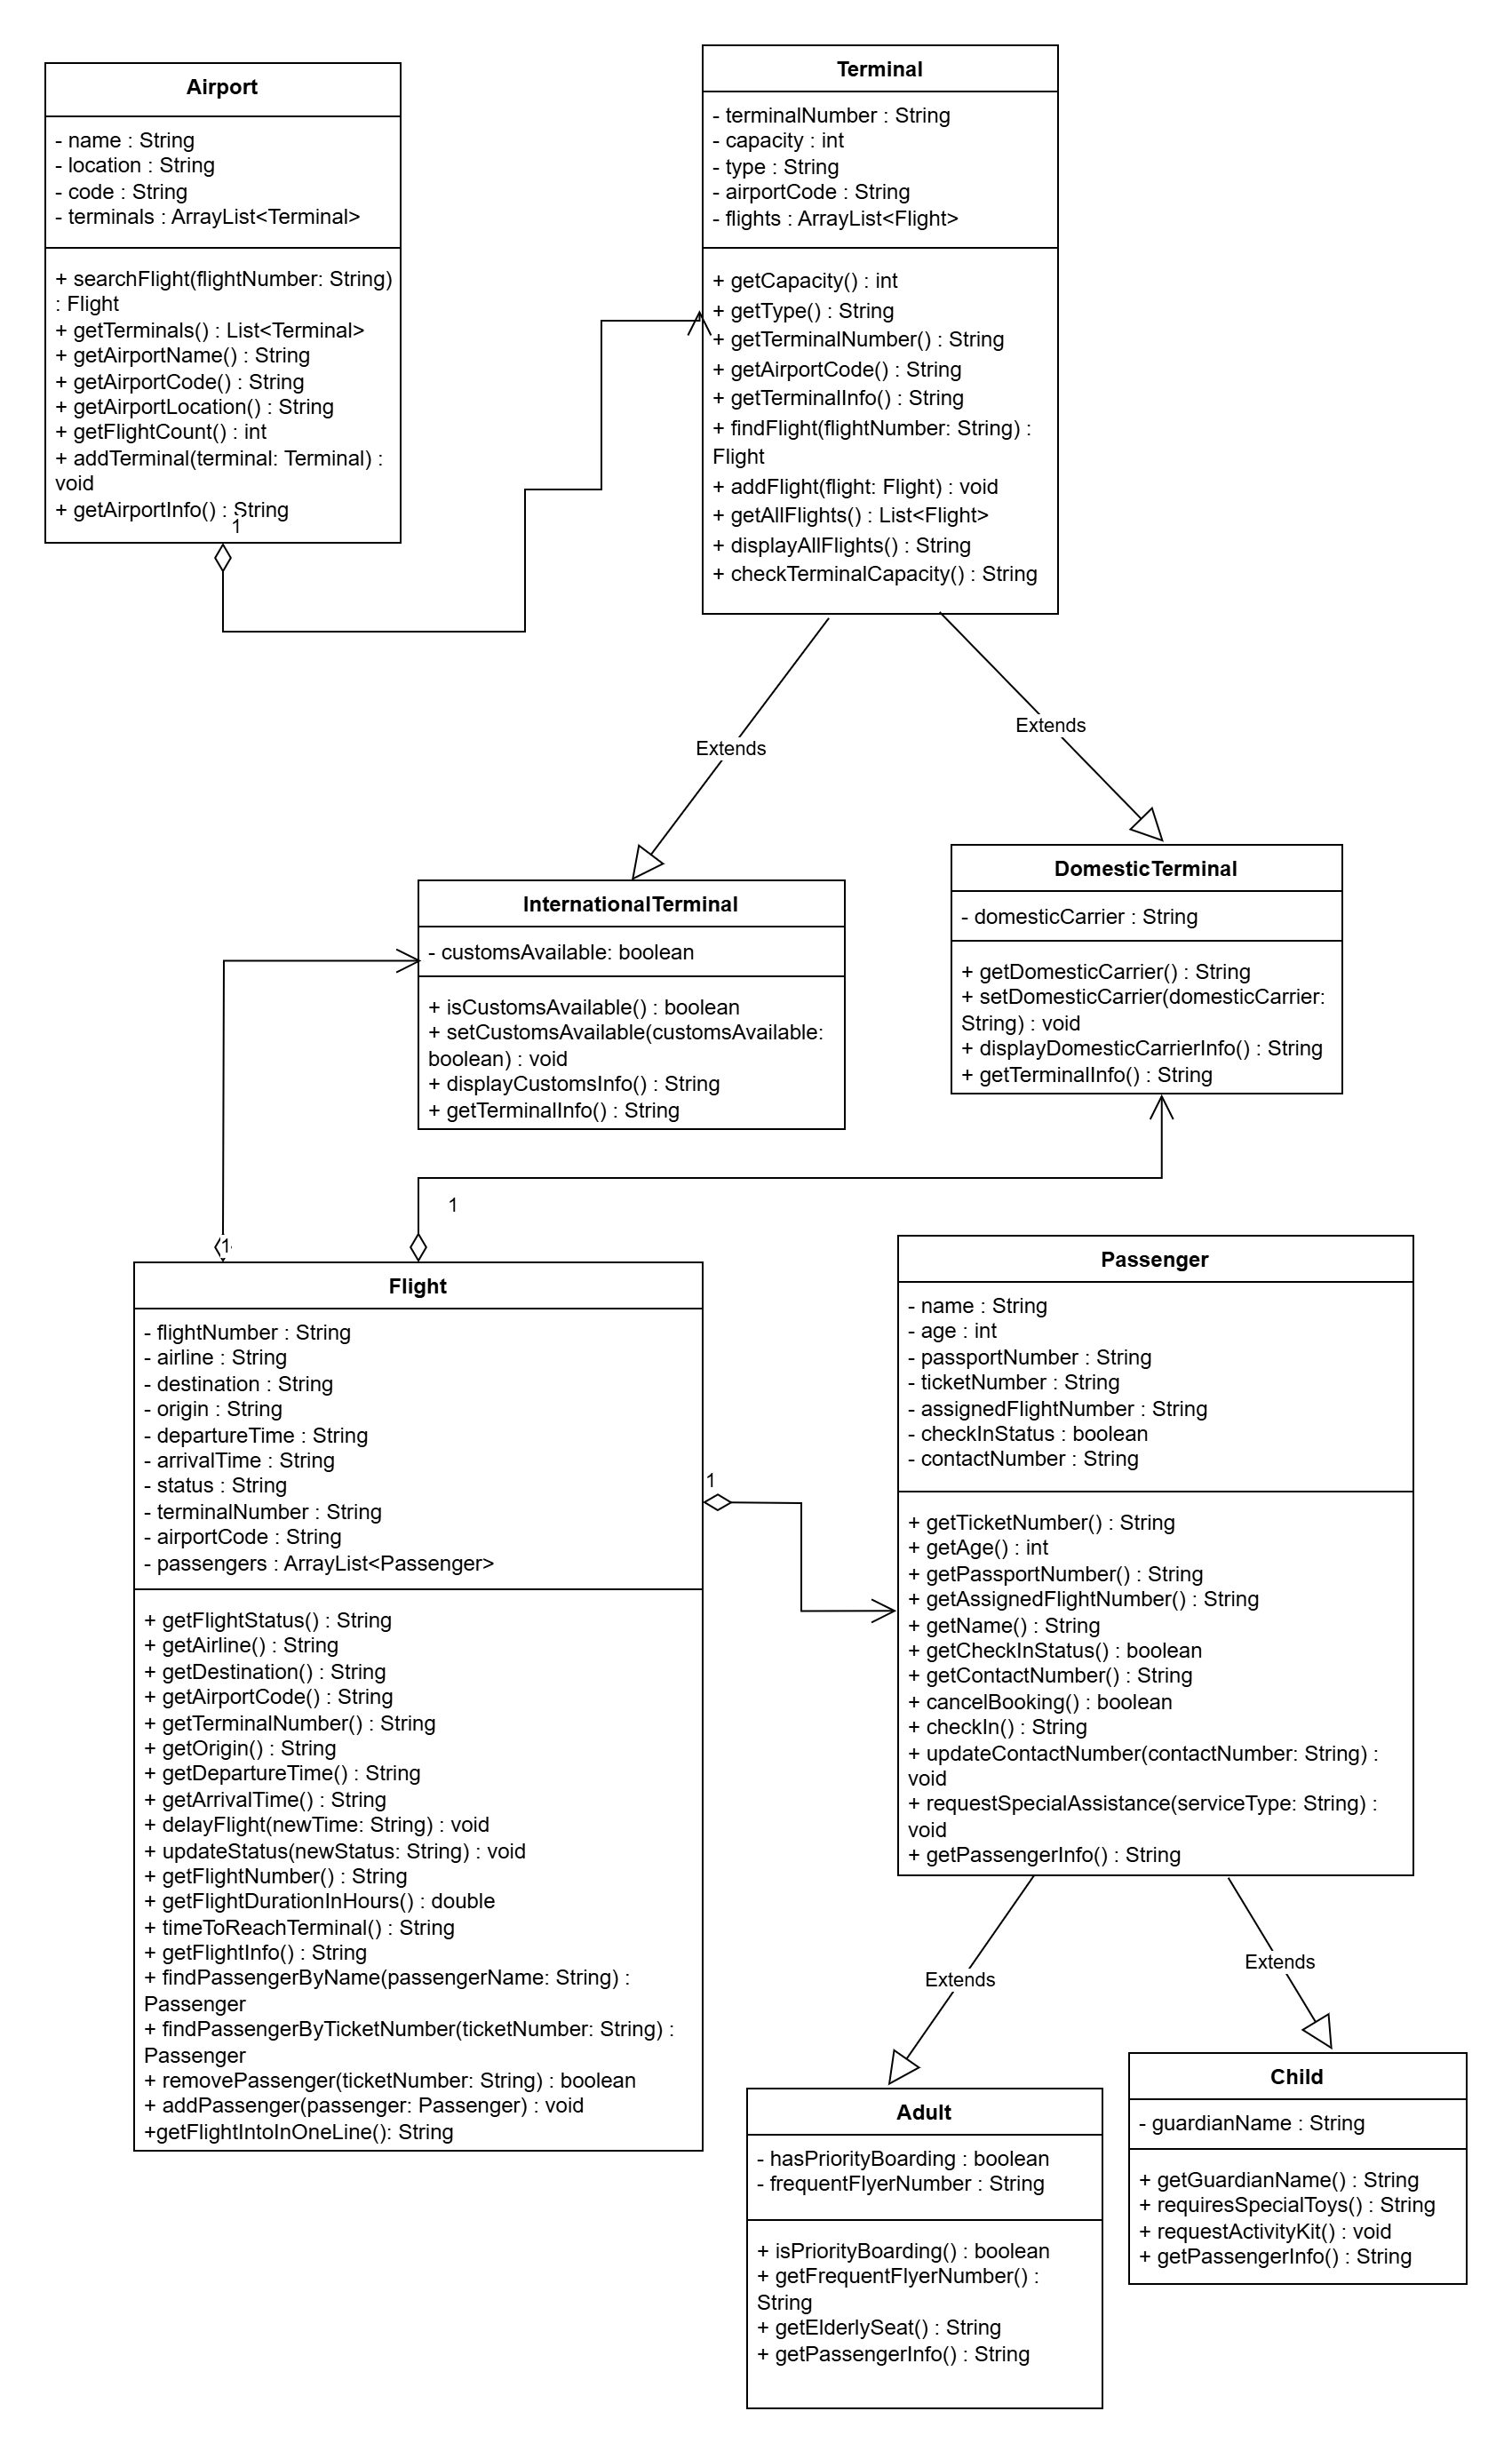 Airport
- name : String
- location : String
- code : String
- terminals : ArrayList<Terminal>
+ searchFlight(flightNumber: String)
: Flight
+ getTerminals() : List<Terminal>
+ getAirportName() : String
+ getAirportCode() : String
+ getAirportLocation() : String
+ getFlightCount() : int
+ addTerminal(terminal: Terminal) :
void
+ getAirportInfo() : String
1
Terminal
- terminalNumber : String
- capacity : int
- type : String
- airportCode : String
- flights : ArrayList<Flight>
+ getCapacity() : int
+ getType() : String
+ getTerminalNumber() : String
+ getAirportCode() : String
+ getTerminalInfo() : String
+ findFlight(flightNumber: String) :
Flight
+ addFlight(flight: Flight) : void
+ getAllFlights() : List<Flight>
+ displayAllFlights() : String
+ checkTerminalCapacity() : String
Extends
Extends
InternationalTerminal
- customsAvailable: boolean
+ isCustomsAvailable() : boolean
+ setCustomsAvailable(customsAvailable:
boolean) : void
+ displayCustomsInfo() : String
+ getTerminalInfo() : String
DomesticTerminal
- domesticCarrier : String
+ getDomesticCarrier() : String
+ setDomesticCarrier(domesticCarrier:
String) : void
+ displayDomesticCarrierInfo() : String
+ getTerminalInfo() : String
1
1
Flight
- flightNumber : String
- airline : String
- destination : String
- origin : String
- departureTime : String
- arrivalTime : String
- status : String
- terminalNumber : String
- airportCode : String
- passengers : ArrayList<Passenger>
+ getFlightStatus() : String
+ getAirline() : String
+ getDestination() : String
+ getAirportCode() : String
+ getTerminalNumber() : String
+ getOrigin() : String
+ getDepartureTime() : String
+ getArrivalTime() : String
+ delayFlight(newTime: String) : void
+ updateStatus(newStatus: String) : void
+ getFlightNumber() : String
+ getFlightDurationInHours() : double
+ timeToReachTerminal() : String
+ getFlightInfo() : String
+ findPassengerByName(passengerName: String) :
Passenger
+ findPassengerByTicketNumber(ticketNumber: String) :
Passenger
+ removePassenger(ticketNumber: String) : boolean
+ addPassenger(passenger: Passenger) : void
+getFlightIntoInOneLine(): String
1
Passenger
- name : String
- age : int
- passportNumber : String
- ticketNumber : String
- assignedFlightNumber : String
- checkInStatus : boolean
- contactNumber : String
+ getTicketNumber() : String
+ getAge() : int
+ getPassportNumber() : String
+ getAssignedFlightNumber() : String
+ getName() : String
+ getCheckInStatus() : boolean
+ getContactNumber() : String
+ cancelBooking() : boolean
+ checkIn() : String
+ updateContactNumber(contactNumber: String) :
void
+ requestSpecialAssistance(serviceType: String) :
void
+ getPassengerInfo() : String
Extends
Extends
Adult
- hasPriorityBoarding : boolean
- frequentFlyerNumber : String
+ isPriorityBoarding() : boolean
+ getFrequentFlyerNumber() :
String
+ getElderlySeat() : String
+ getPassengerInfo() : String
Child
- guardianName : String
+ getGuardianName() : String
+ requiresSpecialToys() : String
+ requestActivityKit() : void
+ getPassengerInfo() : String